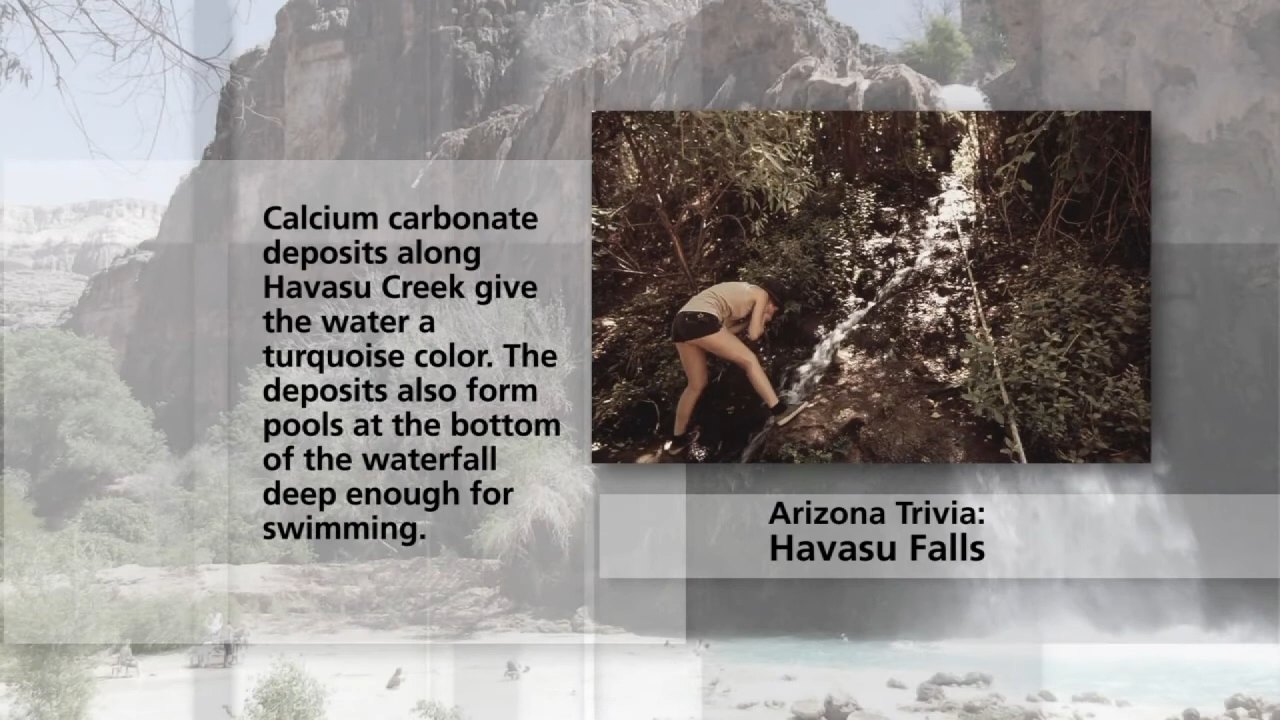 Calcium carbonate
deposits along
Havasu Creek give
the water a
turquoise color. The
deposits also form
pools at the bottom
of the waterfall
deep enough for
swimming.
Arizona Trivia:
Havasu Falls